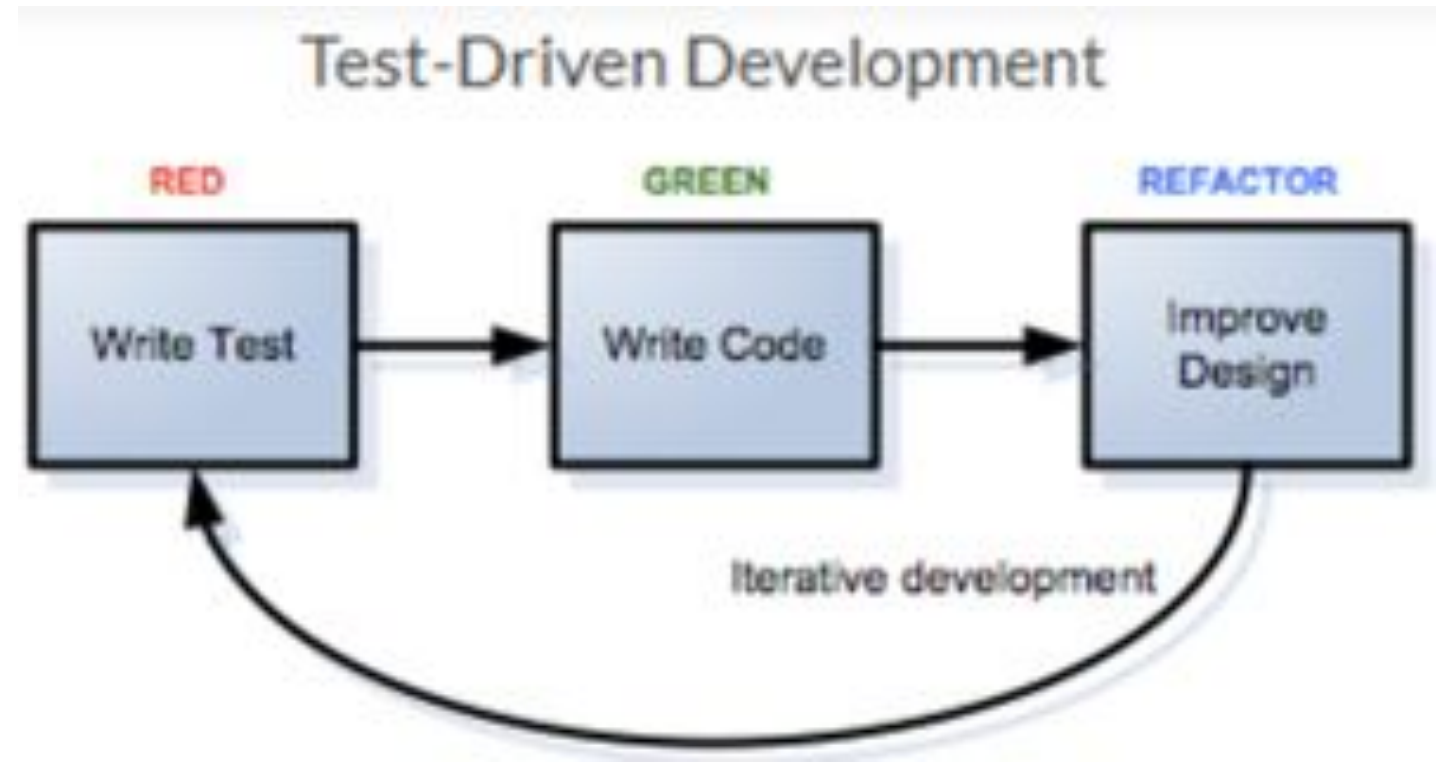 Test-Driven Development
RED
GREEN
REFACTOR
Write Test
Write Code
Improve
Design
Iterative development